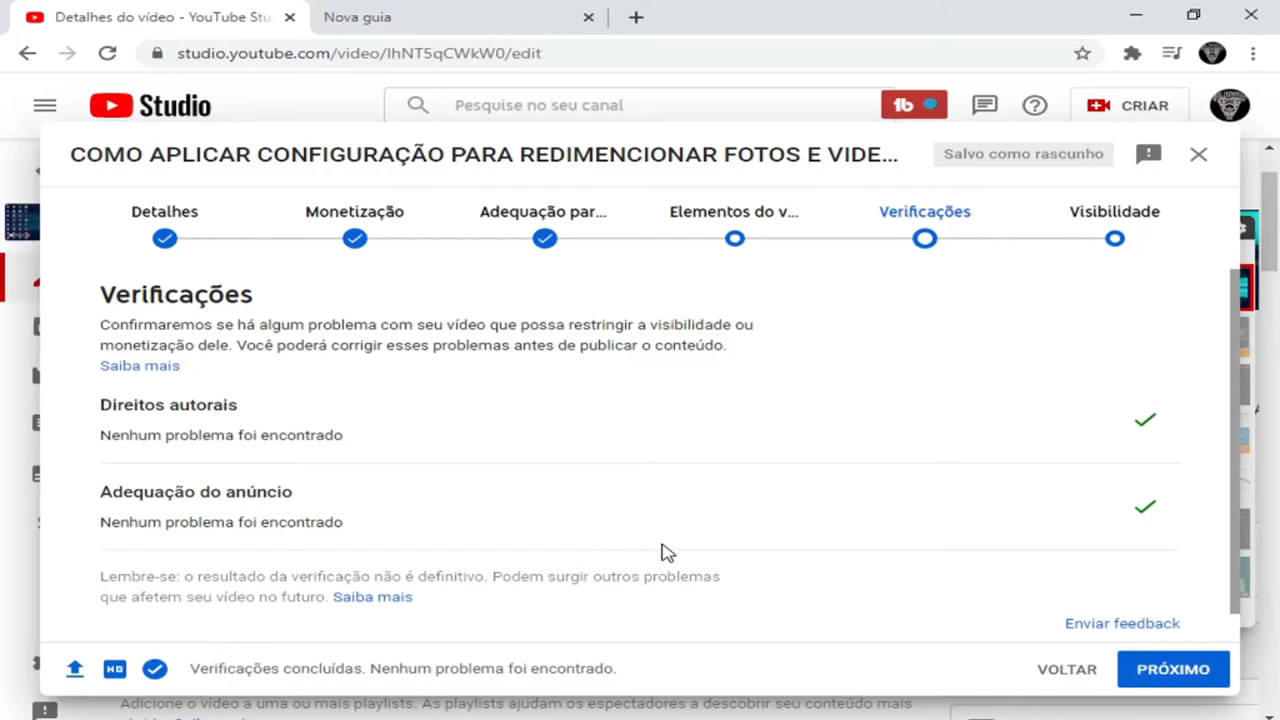 Detalhes do vídeo - YouTube Stu
Nova guia
studio.youtube.com/video/lhNT5qCWkW0/edit
Studio
Pesquise no seu canal
CRIAR
COMO APLICAR CONFIGURAÇÃO PARA REDIMENCIONAR FOTOS E VIDE...
Salvo como rascunho
Detalhes
Monetização
Adequação par...
Elementos do v...
Verificações
Visibilidade
Verificações
Confirmaremos se há algum problema com seu vídeo que possa restringir a visibilidade ou
monetização dele. Você poderá corrigir esses problemas antes de publicar o conteúdo.
Saiba mais
Direitos autorais
Nenhum problema foi encontrado
Adequação do anúncio
Nenhum problema foi encontrado
Lembre-se: o resultado da verificação não é definitivo. Podem surgir outros problemas
que afetem seu vídeo no futuro. Saiba mais
Enviar feedback
HD
Verificações concluídas. Nenhum problema foi encontrado.
VOLTAR
PRÓXIMO
Adicione o vídeo a uma ou mais playlists. As playlists ajudam os espectadores a descobrir seu conteúdo mais